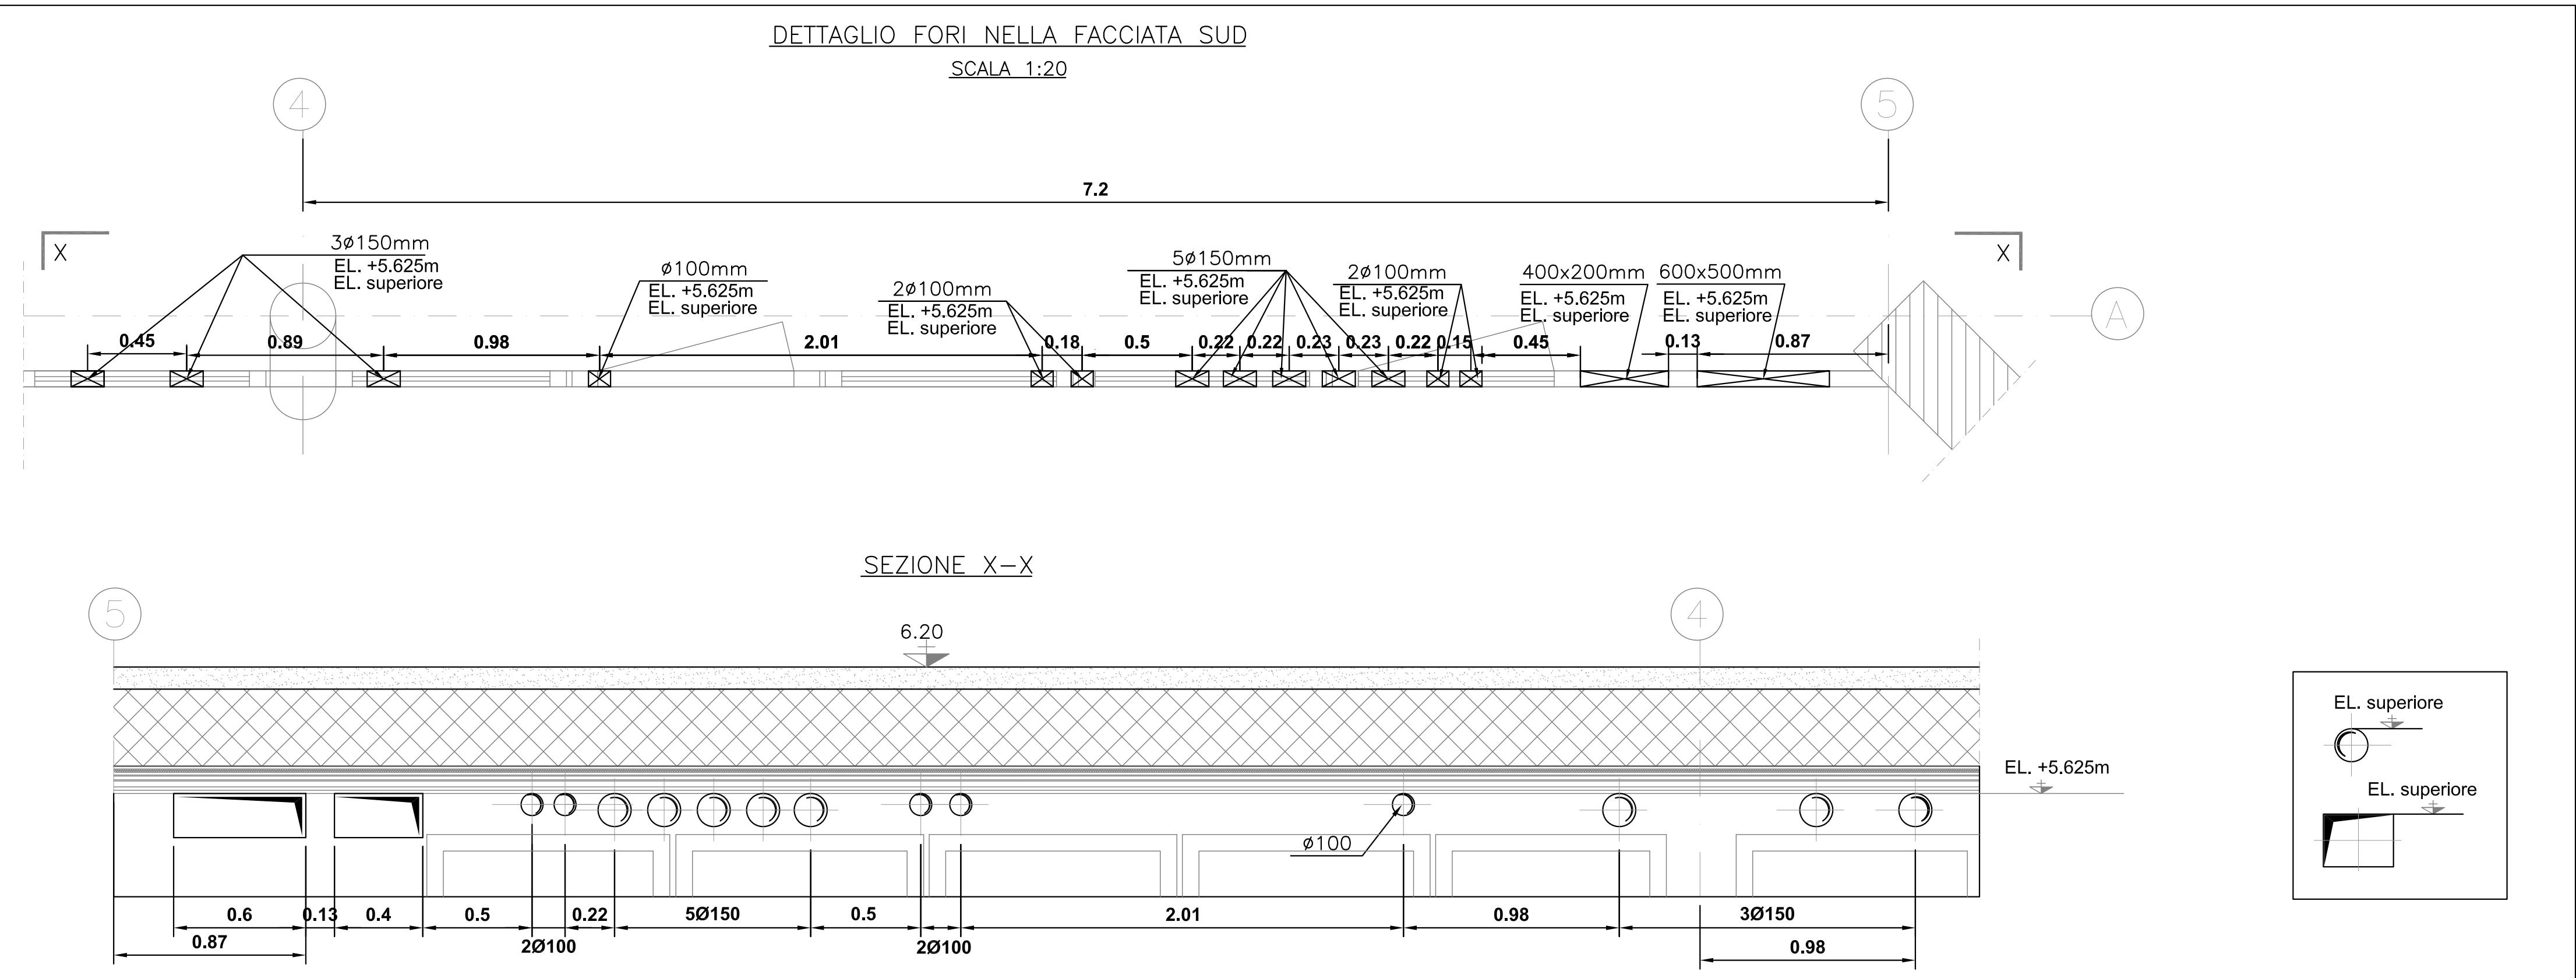 DETTAGLIO FORI NELLA FACCIATA SUD
SCALA 1:20
4
5
7.2
X
X
3ø150mm
EL. +5.625m
EL. superiore
ø100mm
EL. +5.625m
EL. superiore
2ø100mm
EL. +5.625m
EL. superiore
5ø150mm
EL. +5.625m
EL. superiore
2ø100mm
EL. +5.625m
EL. superiore
400x200mm
EL. +5.625m
EL. superiore
600x500mm
EL. +5.625m
EL. superiore
A
0.45
0.89
0.98
2.01
0.18
0.5
0.22
0.22
0.23
0.23
0.22
0.15
0.45
0.13
0.87
SEZIONE X-X
5
4
6.20
EL. +5.625m
ø100
0.6
0.13
0.4
0.5
0.22
5Ø150
0.5
2.01
0.98
3Ø150
0.87
2Ø100
2Ø100
0.98
EL. superiore
EL. superiore